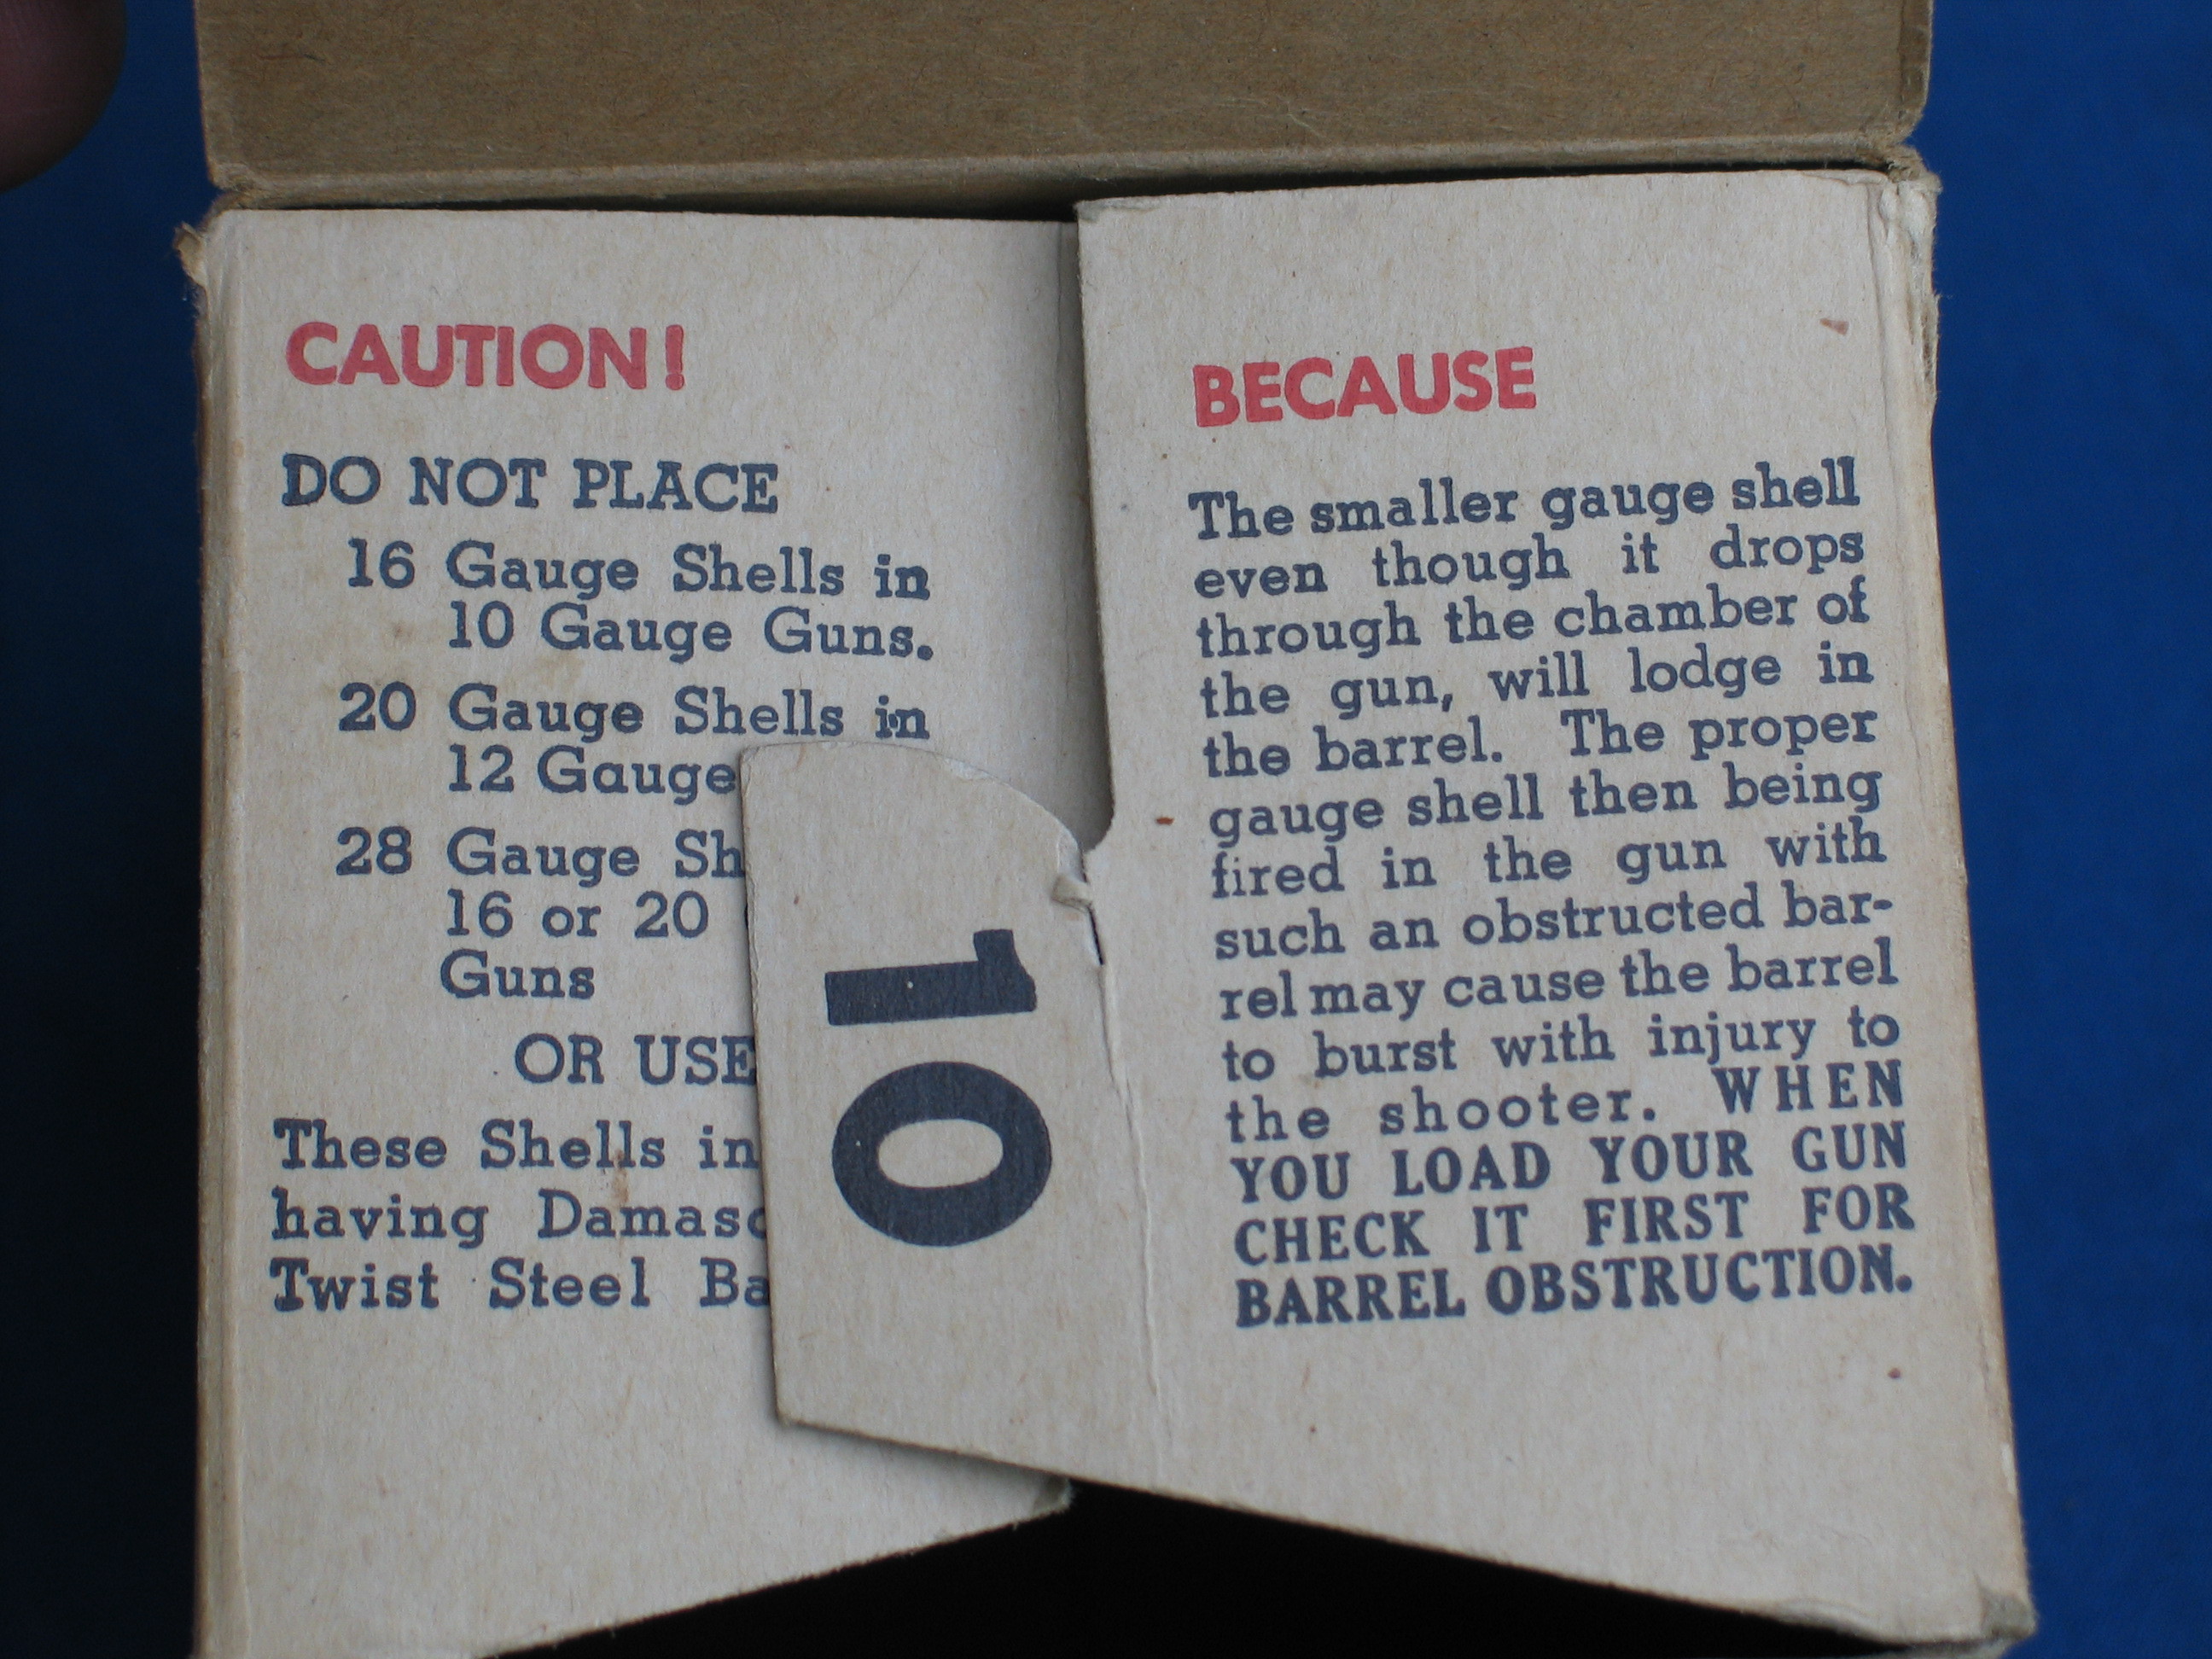 CAUTION!
DO NOT PLACE
16 Gauge Shells in
10 Gauge Guns.
20 Gauge Shells in
12 Gauge
28 Gauge
16 or 20
Guns
OR USE
These Shells in
having
Twist Steel
10
BECAUSE
The smaller gauge shell
even though it drops
through the chamber of
the gun, will lodge in
the barrel. The proper
gauge shell then being
fired in the gun with
such an obstructed bar-
rel may cause the barrel
to burst with injury to
the shooter. WHEN
YOU LOAD YOUR GUN
CHECK IT FIRST FOR
BARREL OBSTRUCTION.